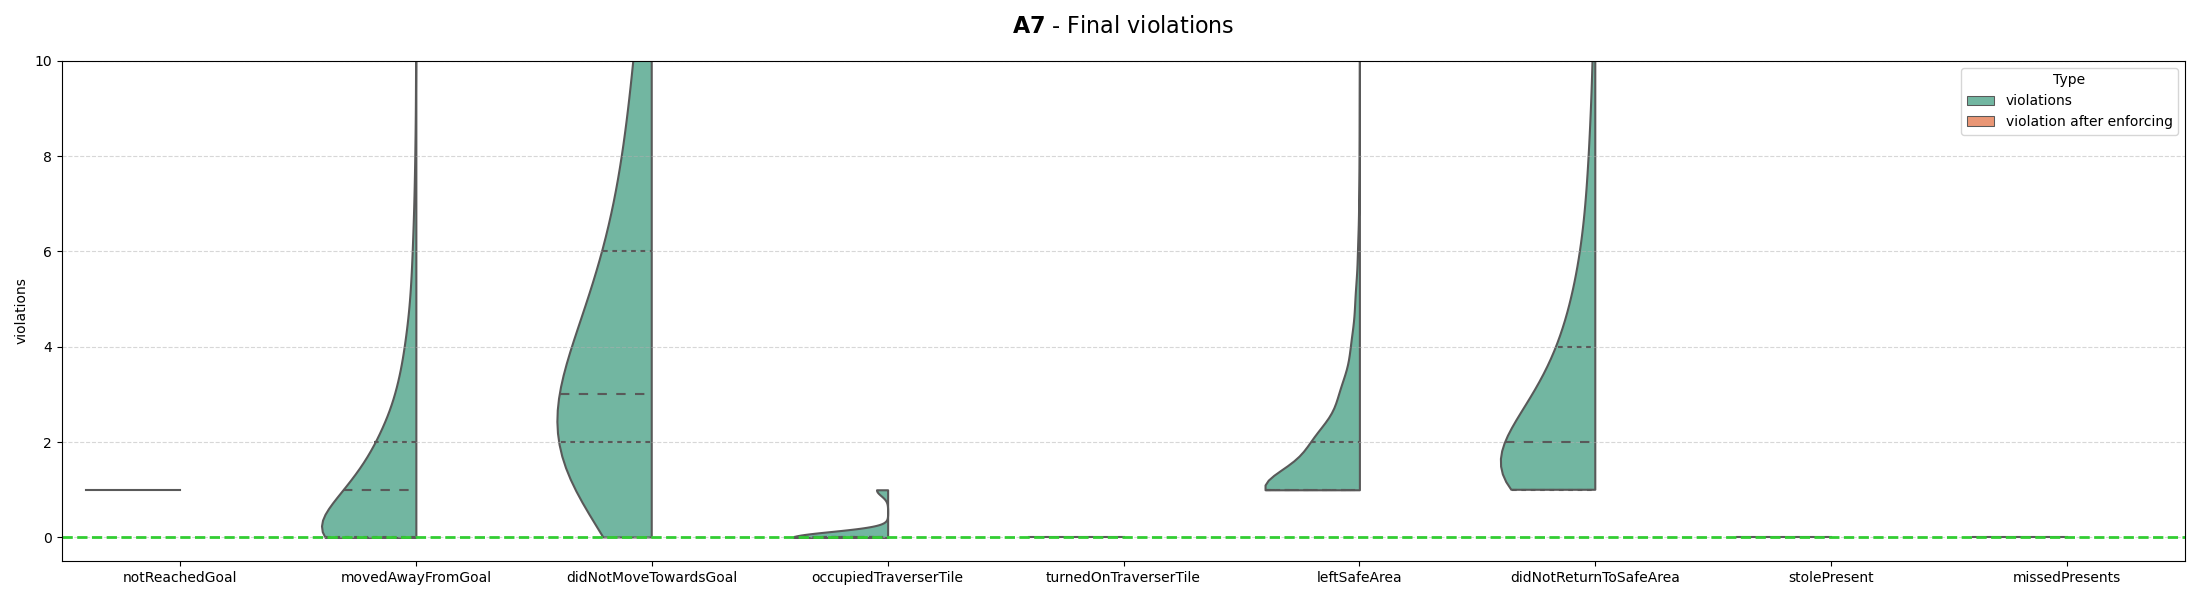 A7 - Final violations
10
8
6
4
2
0
violations
Type
violations
violation after enforcing
notReachedGoal
movedAwayFromGoal
didNotMoveTowardsGoal
occupiedTraverserTile
turnedOnTraverserTile
leftSafeArea
didNotReturnToSafeArea
stolePresent
missedPresents